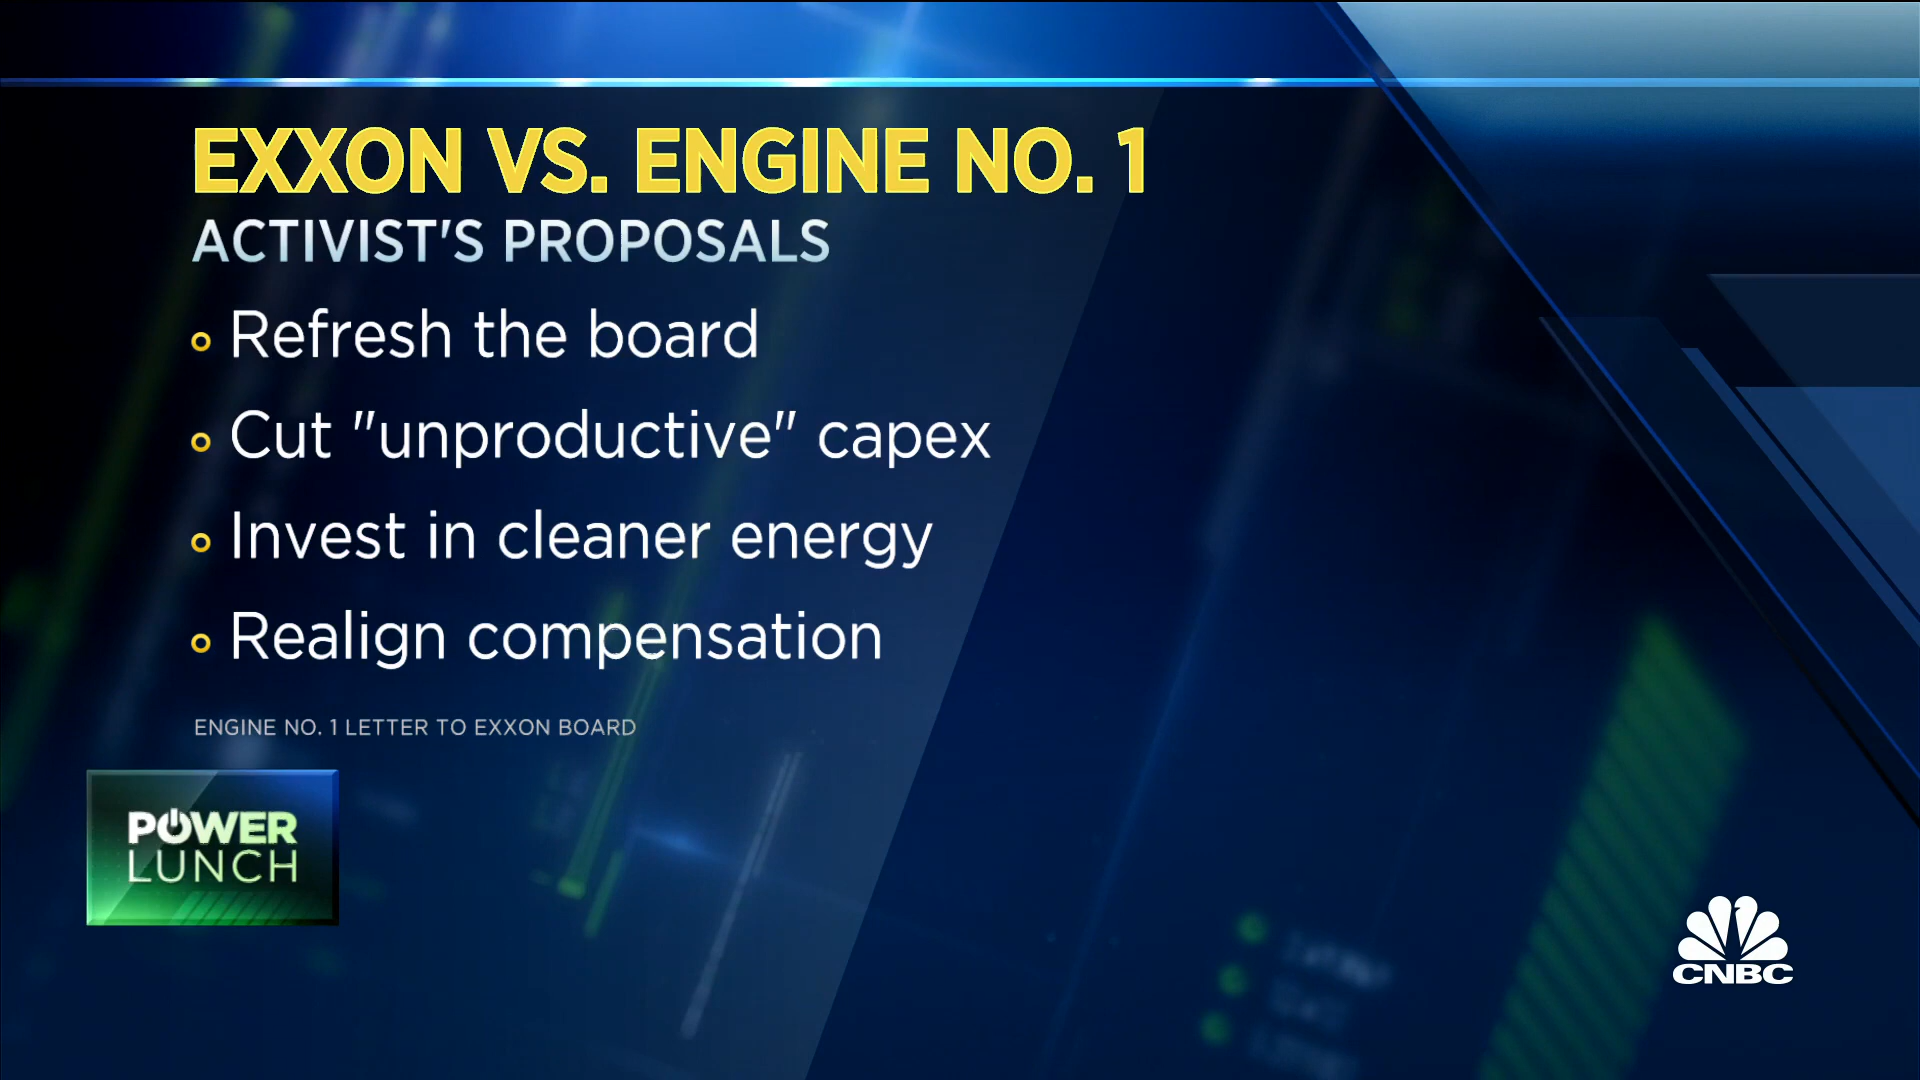 EXXON VS. ENGINE NO. 1
ACTIVIST'S PROPOSALS
Refresh the board
Cut "unproductive" capex
Invest in cleaner energy
Realign compensation
ENGINE NO. 1 LETTER TO EXXON BOARD
POWER
LUNCH
CNBC